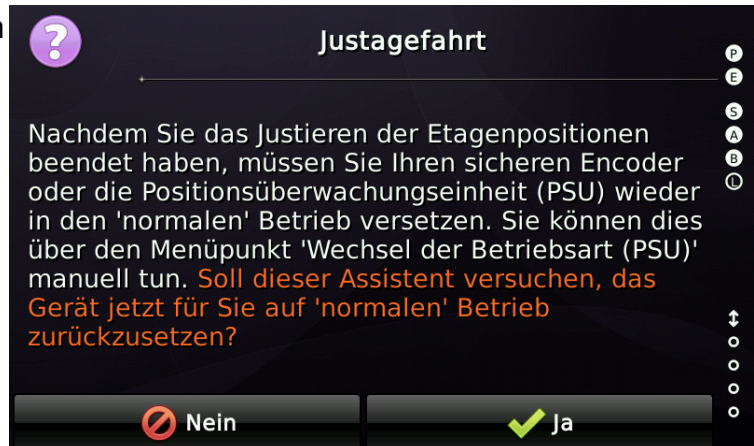 ?
Justagefahrt
P
E
S
A
B
L
Nachdem Sie das Justieren der Etagenpositionen
beendet haben, müssen Sie Ihren sicheren Encoder
oder die Positionsüberwachungseinheit (PSU) wieder
in den 'normalen' Betrieb versetzen. Sie können dies
über den Menüpunkt 'Wechsel der Betriebsart (PSU)'
manuell tun. Soll dieser Assistent versuchen, das
Gerät jetzt für Sie auf 'normalen' Betrieb
zurückzusetzen?
Nein
Ja